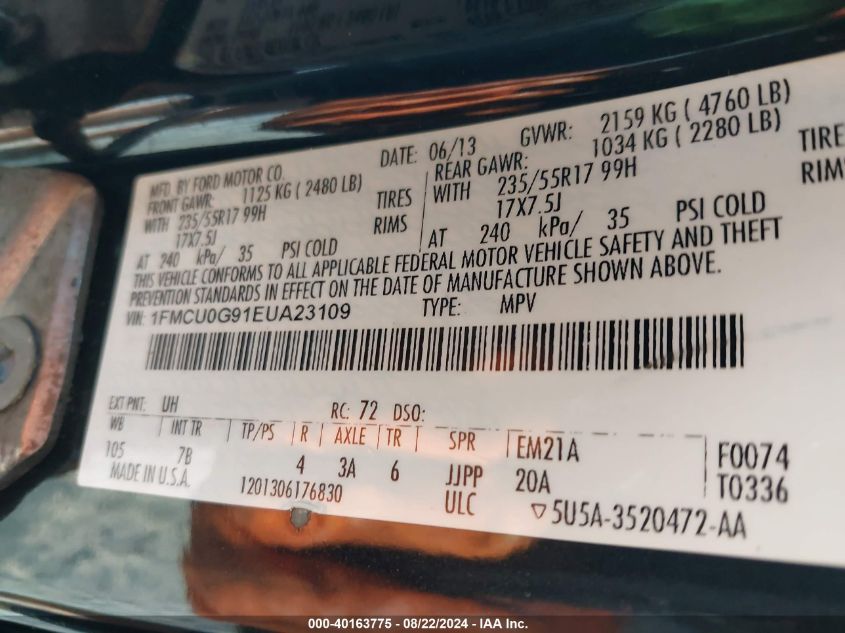 MFD. BY FORD MOTOR CO.
DATE: 06/13 GVWR: 2159 KG ( 4760 LB)
FRONT GAWR: 1125 KG ( 2480 LB)
REAR GAWR: 1034 KG ( 2280 LB)
WITH 235/55R17 99H TIRES
WITH 235/55R17 99H TIRES
17X7.5J RIMS
17X7.5J RIMS
AT 240 kPa/ 35 PSI COLD
AT 240 kPa/ 35 PSI COLD
THIS VEHICLE CONFORMS TO ALL APPLICABLE FEDERAL MOTOR VEHICLE SAFETY AND THEFT
PREVENTION STANDARDS IN EFFECT ON THE DATE OF MANUFACTURE SHOWN ABOVE.
VIN: 1FMCU0G91EUA23109 TYPE: MPV
EXT PNT: UH RC: 72 DSO:
WB INT TR TP/PS R AXLE TR SPR EM21A F0074
105 7B 4 3A 6 JJPP 20A T0336
MADE IN U.S.A. 1201306176830 ULC ▽5U5A-3520472-AA
000-40163775 - 08/22/2024 - IAA Inc.